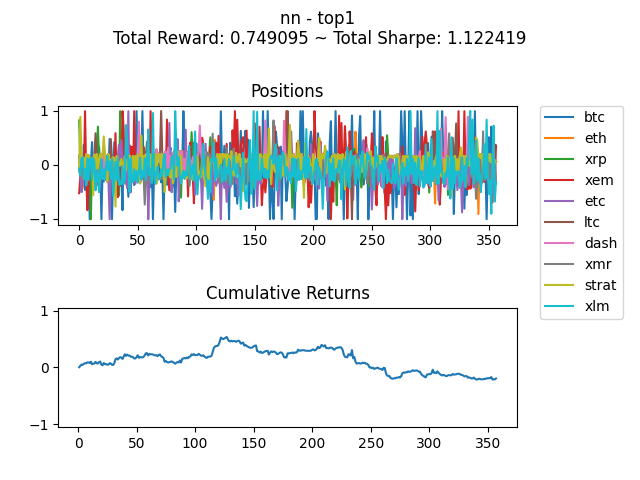 nn - top1
Total Reward: 0.749095 ~ Total Sharpe: 1.122419
Positions
1
0
−1
0 50 100 150 200 250 300 350
btc
eth
xrp
xem
etc
ltc
dash
xmr
strat
xlm
Cumulative Returns
1
0
−1
0 50 100 150 200 250 300 350